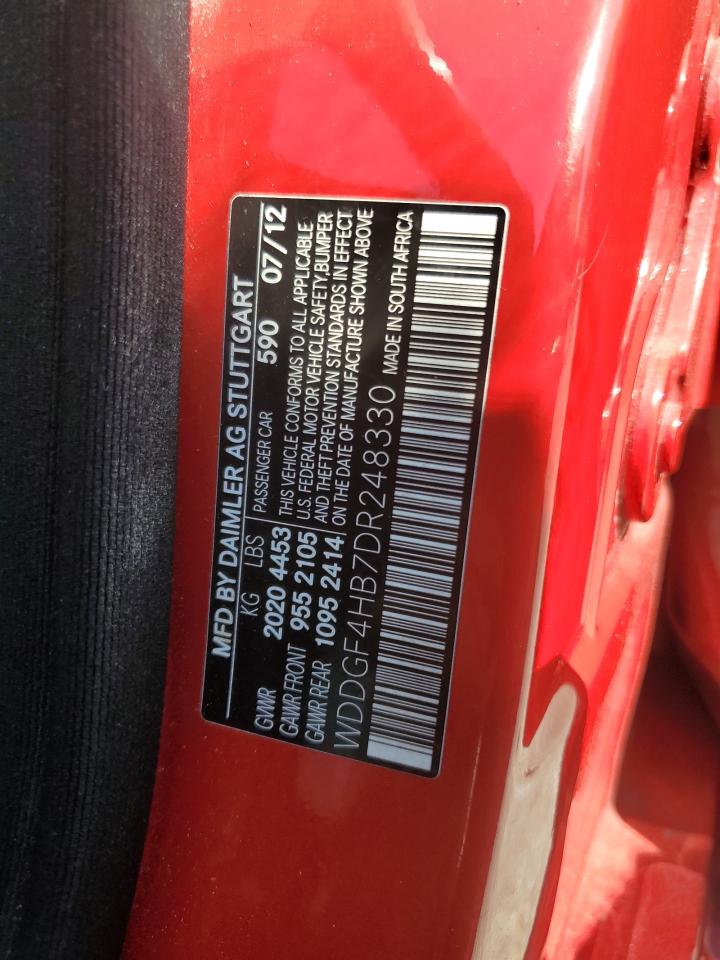 MFD BY DAIMLER AG STUTTGART
KG LBS PASSENGER CAR 590 07/12
GWR 2020 4453 THIS VEHICLE CONFORMS TO ALL APPLICABLE
GAWR FRONT 955 2105 U.S. FEDERAL MOTOR VEHICLE SAFETY,BUMPER
GAWR REAR 1095 2414 AND THEFT PREVENTION STANDARDS IN EFFECT
ON THE DATE OF MANUFACTURE SHOWN ABOVE
WDDGF4HB7DR248330 MADE IN SOUTH AFRICA